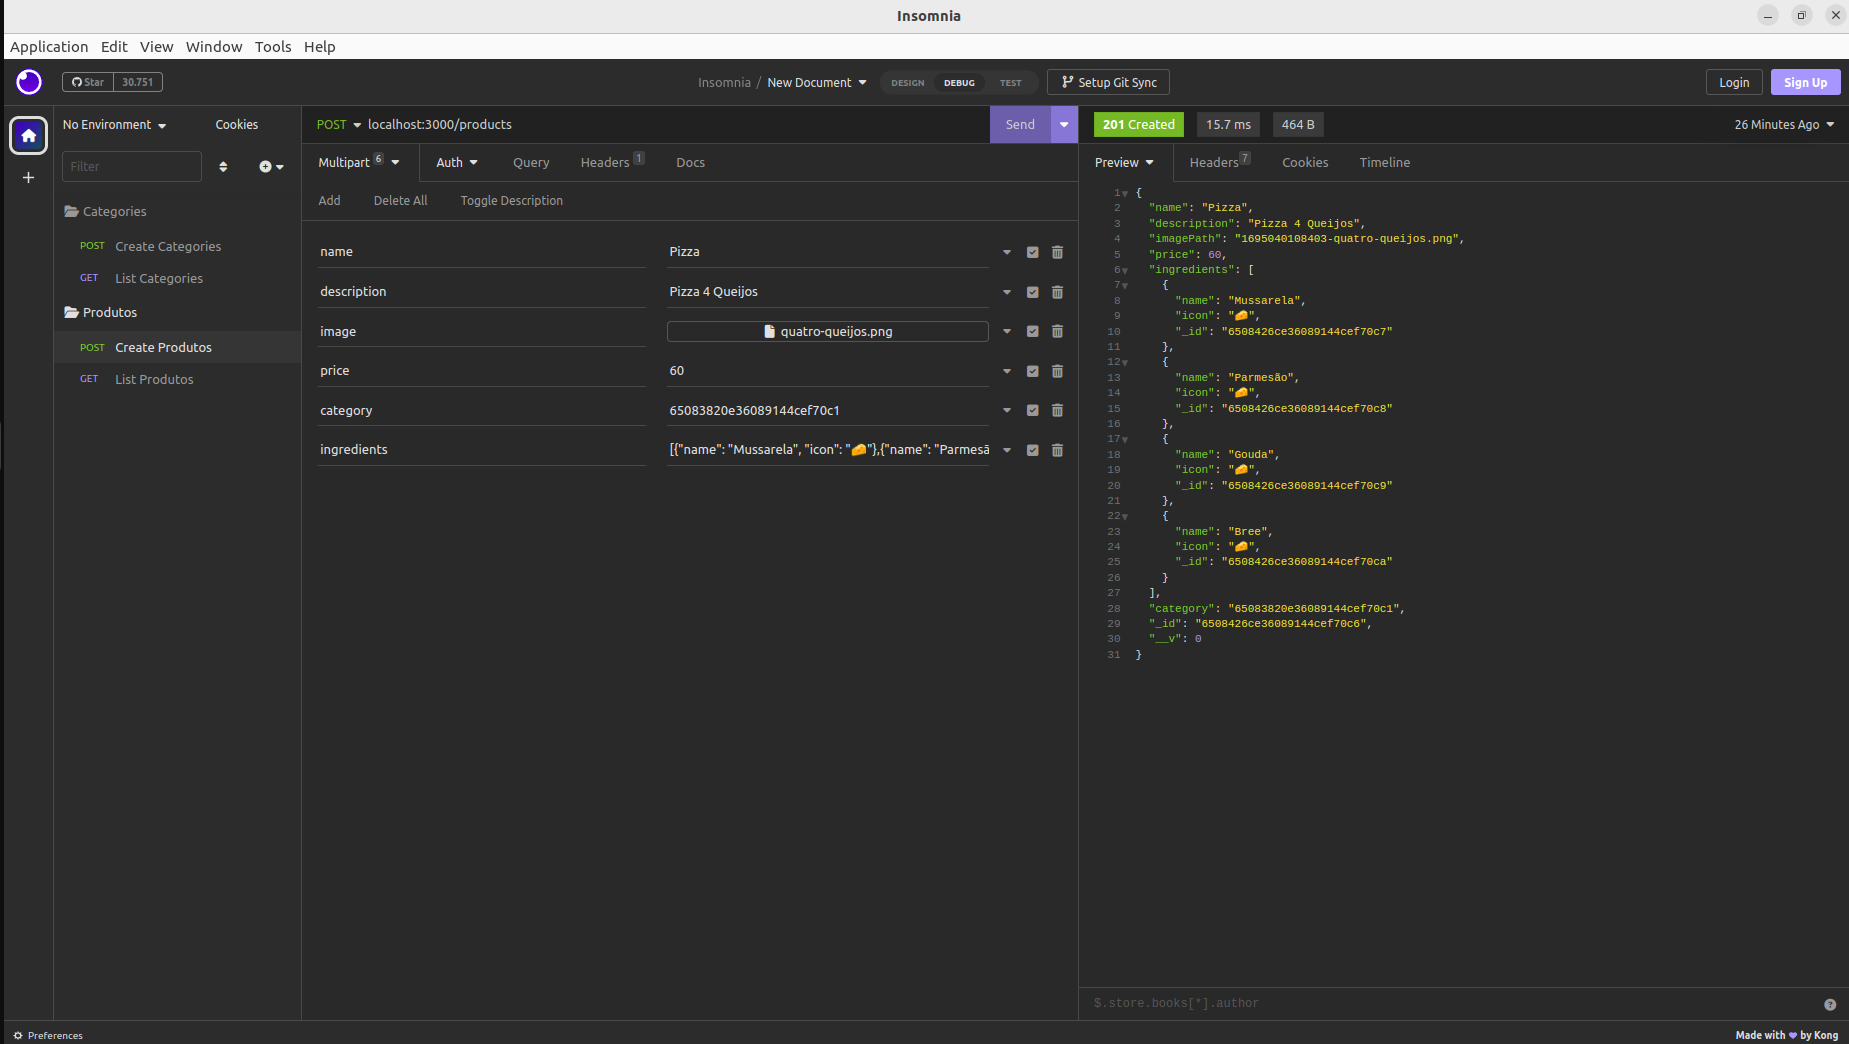 Insomnia
Application Edit View Window Tools Help
Star 30.751
Insomnia / New Document
DESIGN DEBUG TEST
Setup Git Sync
Login Sign Up
No Environment Cookies
Filter
Categories
POST Create Categories
GET List Categories
Produtos
POST Create Produtos
GET List Produtos
POST localhost:3000/products Send
Multipart 6 Auth Query Headers 1 Docs
Add Delete All Toggle Description
name Pizza
description Pizza 4 Queijos
image quatro-queijos.png
price 60
category 65083820e36089144cef70c1
ingredients [{"name": "Mussarela", "icon": "🧀"},{"name": "Parmesã
201 Created 15.7 ms 464 B 26 Minutes Ago
Preview Headers 7 Cookies Timeline
1 {
2 "name": "Pizza",
3 "description": "Pizza 4 Queijos",
4 "imagePath": "1695040108403-quatro-queijos.png",
5 "price": 60,
6 "ingredients": [
7 {
8 "name": "Mussarela",
9 "icon": "🧀",
10 "_id": "6508426ce36089144cef70c7"
11 },
12 {
13 "name": "Parmesão",
14 "icon": "🧀",
15 "_id": "6508426ce36089144cef70c8"
16 },
17 {
18 "name": "Gouda",
19 "icon": "🧀",
20 "_id": "6508426ce36089144cef70c9"
21 },
22 {
23 "name": "Bree",
24 "icon": "🧀",
25 "_id": "6508426ce36089144cef70ca"
26 }
27 ],
28 "category": "65083820e36089144cef70c1",
29 "_id": "6508426ce36089144cef70c6",
30 "__v": 0
31 }
$.store.books[*].author
Preferences
Made with 💜 by Kong